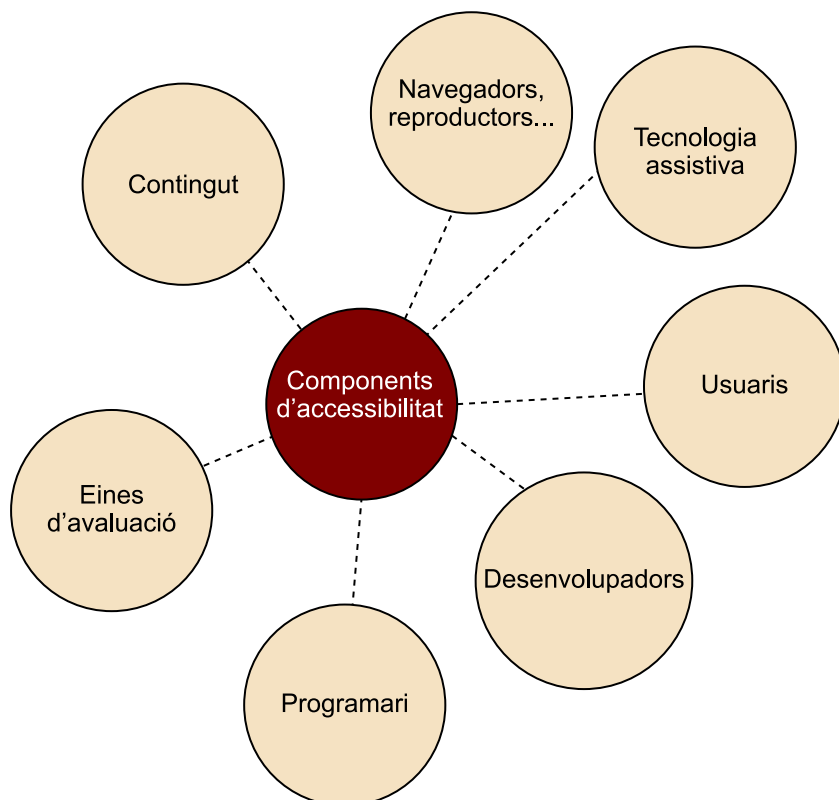 Navegadors,
reproductors...
Tecnologia
assistiva
Contingut
Components
d’accessibilitat
Usuaris
Eines
d’avaluació
Desenvolupadors
Programari